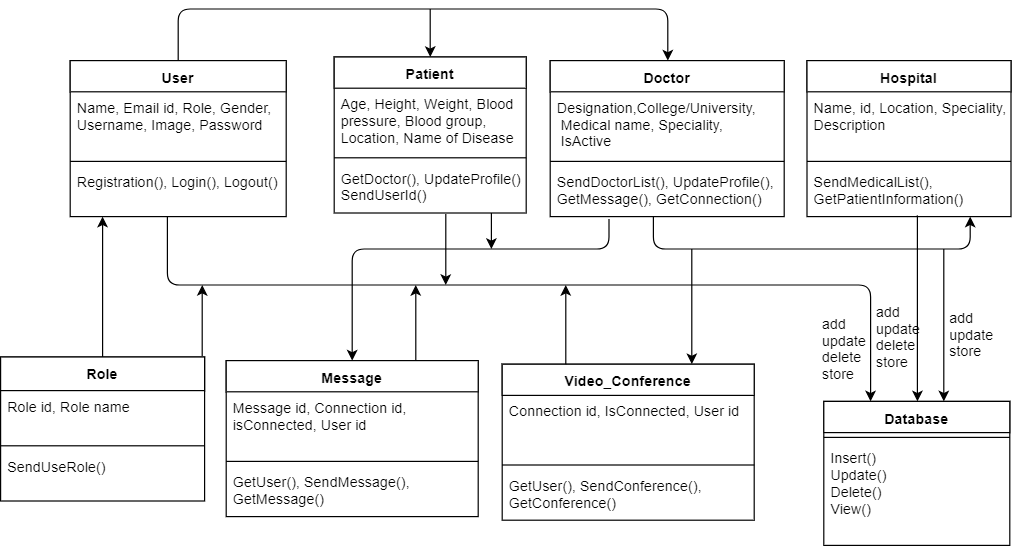 User
Name, Email id, Role, Gender,
Username, Image, Password
Registration(), Login(), Logout()
Patient
Age, Height, Weight, Blood
pressure, Blood group,
Location, Name of Disease
GetDoctor(), UpdateProfile()
SendUserId()
Doctor
Designation,College/University,
Medical name, Speciality,
IsActive
SendDoctorList(), UpdateProfile(),
GetMessage(), GetConnection()
Hospital
Name, id, Location, Speciality,
Description
SendMedicalList(),
GetPatientInformation()
add
update
delete
store
add
update
delete
store
add
update
store
Role
Role id, Role name
SendUseRole()
Message
Message id, Connection id,
isConnected, User id
GetUser(), SendMessage(),
GetMessage()
Video_Conference
Connection id, IsConnected, User id
GetUser(), SendConference(),
GetConference()
Database
Insert()
Update()
Delete()
View()